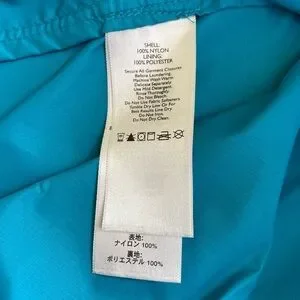 SHELL:
100% NYLON
LINING:
100% POLYESTER
Secure All Garment Closures
Before Laundering.
Machine Wash Warm
Delicate Separately
Use Mild Detergent.
Rinse Thoroughly
Do Not Bleach.
Do Not Use Fabric Softeners
Tumble Dry Low Or For
Best Results Line Dry
Do Not Iron.
Do Not Dry Clean.
表地:
ナイロン 100%
裏地:
ポリエステル 100%